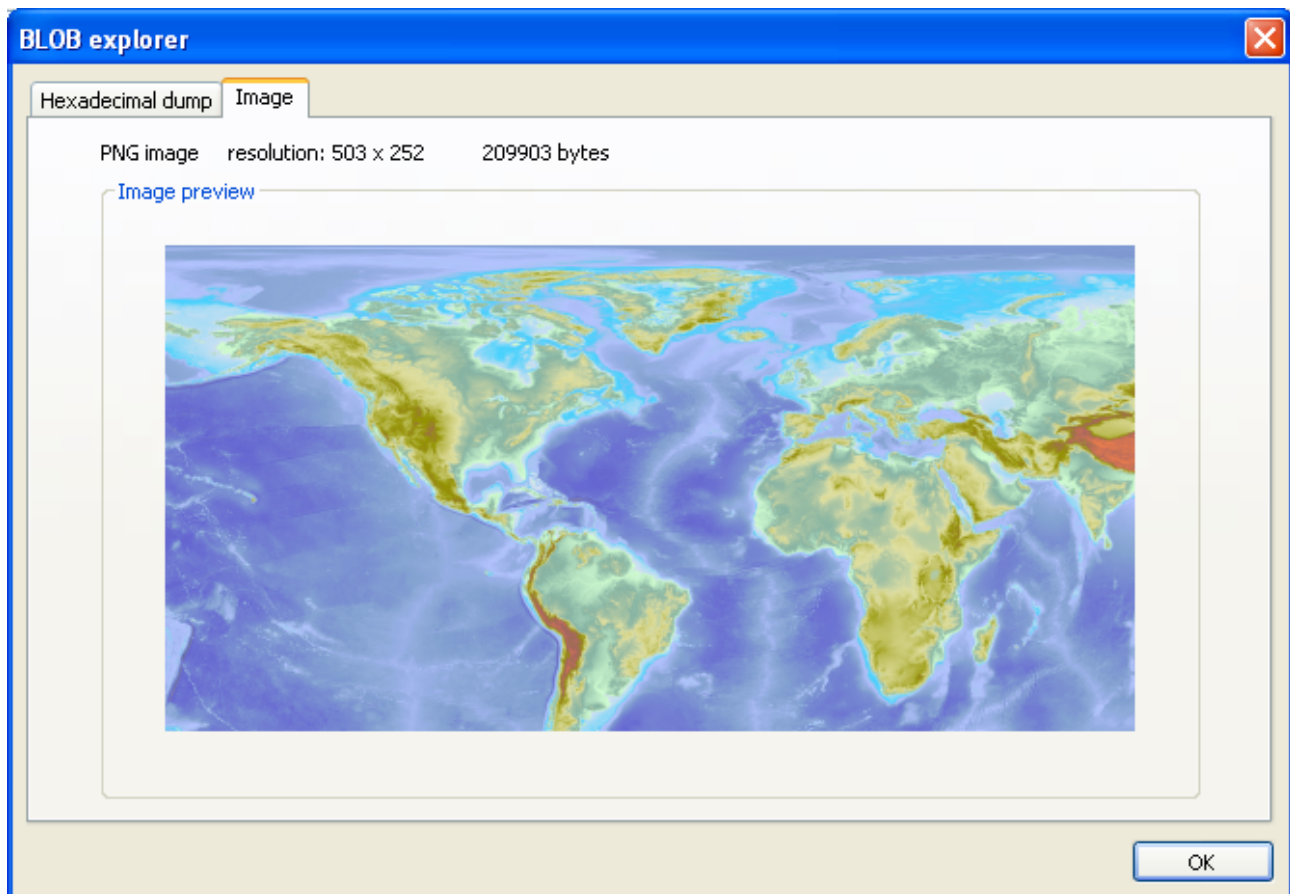 BLOB explorer
Hexadecimal dump Image
PNG image resolution: 503 x 252 209903 bytes
Image preview
OK